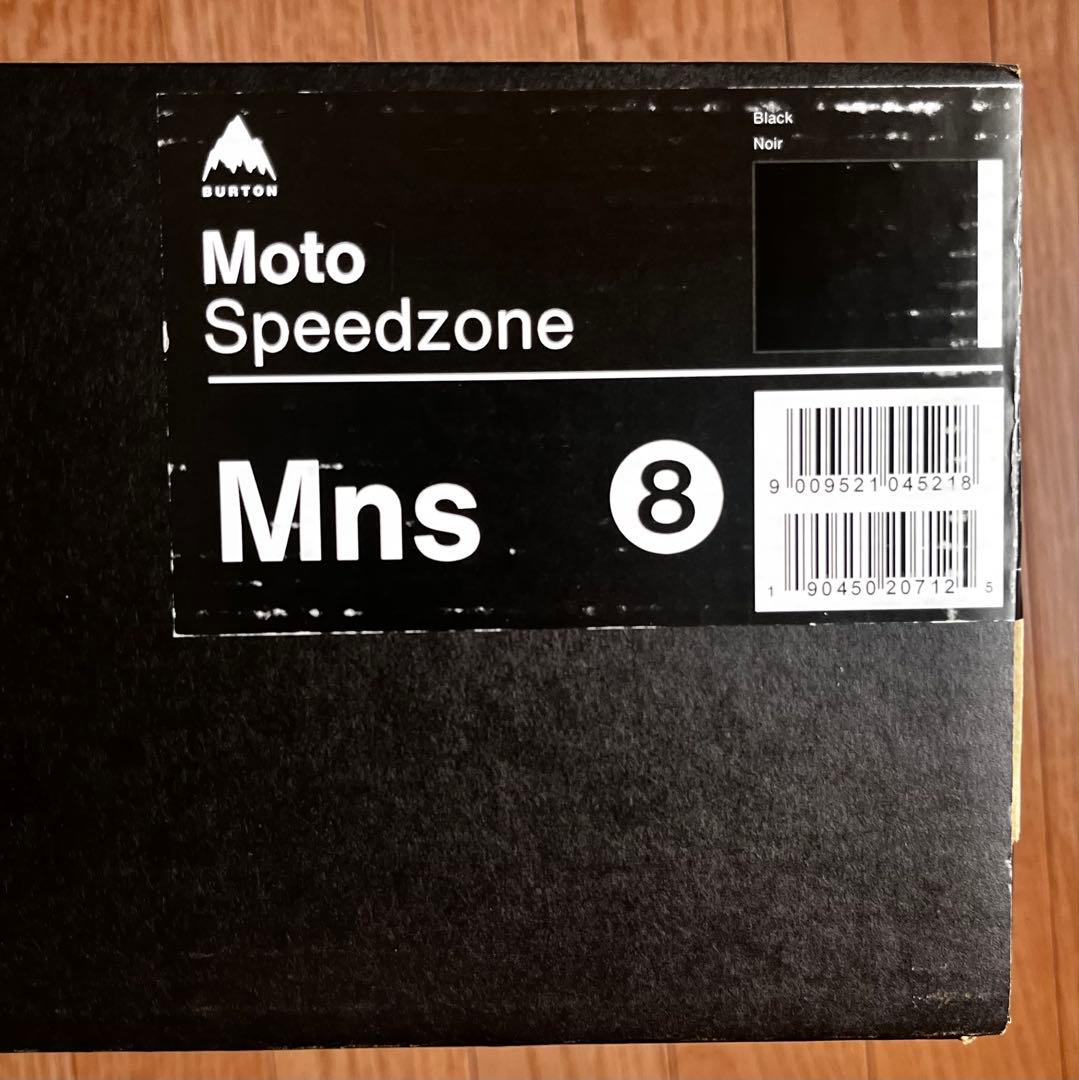 BURTON
Moto
Speedzone
Black
Noir
Mns
8
9 009521 045218
1 90450 20712 5